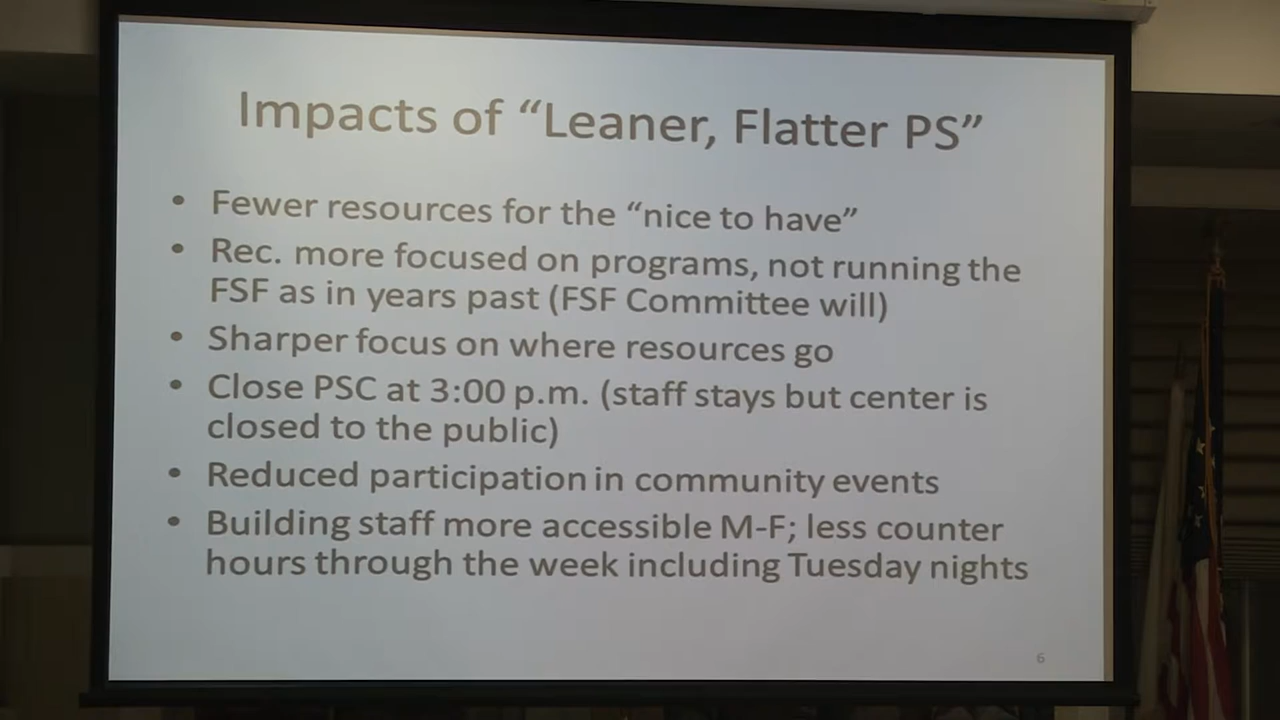 Impacts of “Leaner, Flatter PS”
• Fewer resources for the “nice to have”
• Rec. more focused on programs, not running the
FSF as in years past (FSF Committee will)
• Sharper focus on where resources go
• Close PSC at 3:00 p.m. (staff stays but center is
closed to the public)
• Reduced participation in community events
• Building staff more accessible M-F; less counter
hours through the week including Tuesday nights
6